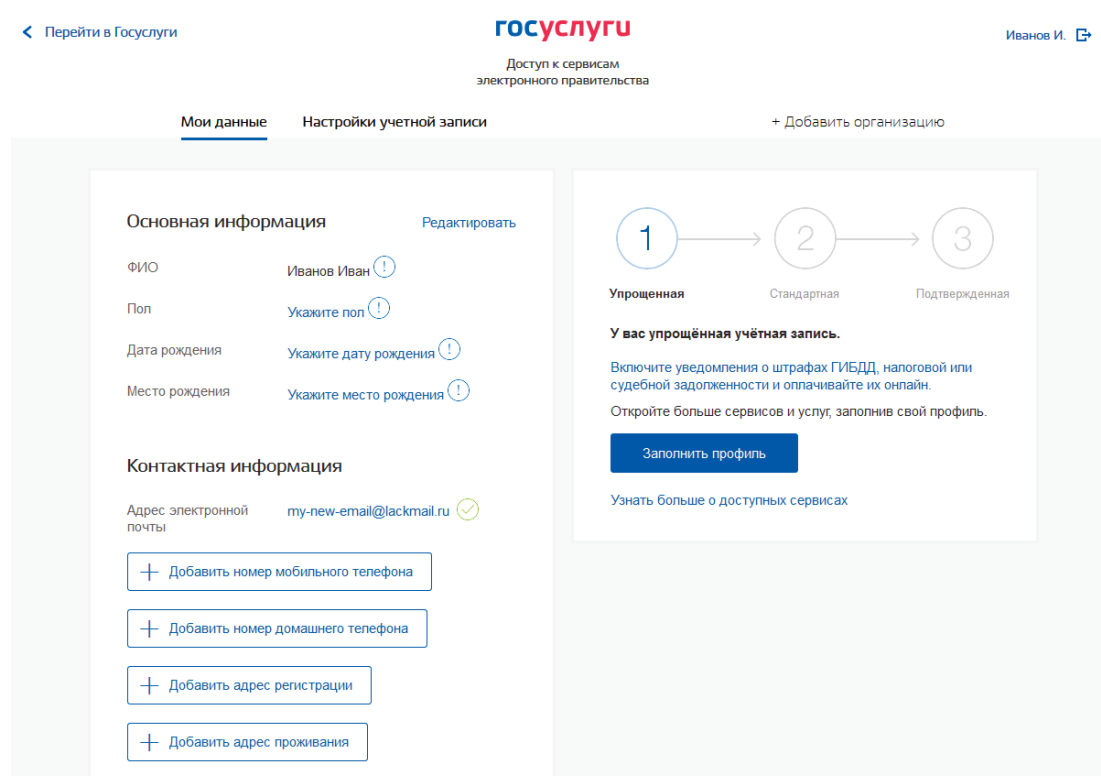 Перейти в Госуслуги
госуслуги
Иванов И.
Доступ к сервисам
электронного правительства
Мои данные
Настройки учетной записи
+ Добавить организацию
Основная информация
Редактировать
ФИО
Иванов Иван
Пол
Укажите пол
Дата рождения
Укажите дату рождения
Место рождения
Укажите место рождения
Контактная информация
Адрес электронной
почты
my-new-email@lackmail.ru
Добавить номер мобильного телефона
Добавить номер домашнего телефона
Добавить адрес регистрации
Добавить адрес проживания
1
2
3
Упрощенная
Стандартная
Подтвержденная
У вас упрощённая учётная запись.
Включите уведомления о штрафах ГИБДД, налоговой или
судебной задолженности и оплачивайте их онлайн.
Откройте больше сервисов и услуг, заполнив свой профиль.
Заполнить профиль
Узнать больше о доступных сервисах